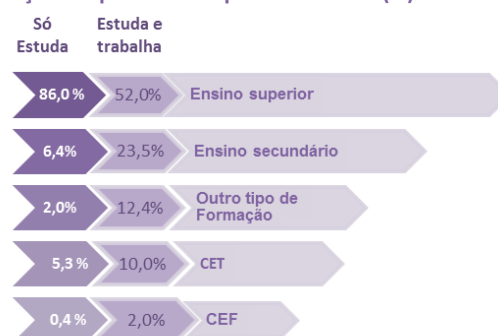 Só
Estuda
Estuda e
trabalha
86,0 % 52,0% Ensino superior
6,4% 23,5% Ensino secundário
2,0% 12,4% Outro tipo de
Formação
5,3 % 10,0% CET
0,4 % 2,0% CEF